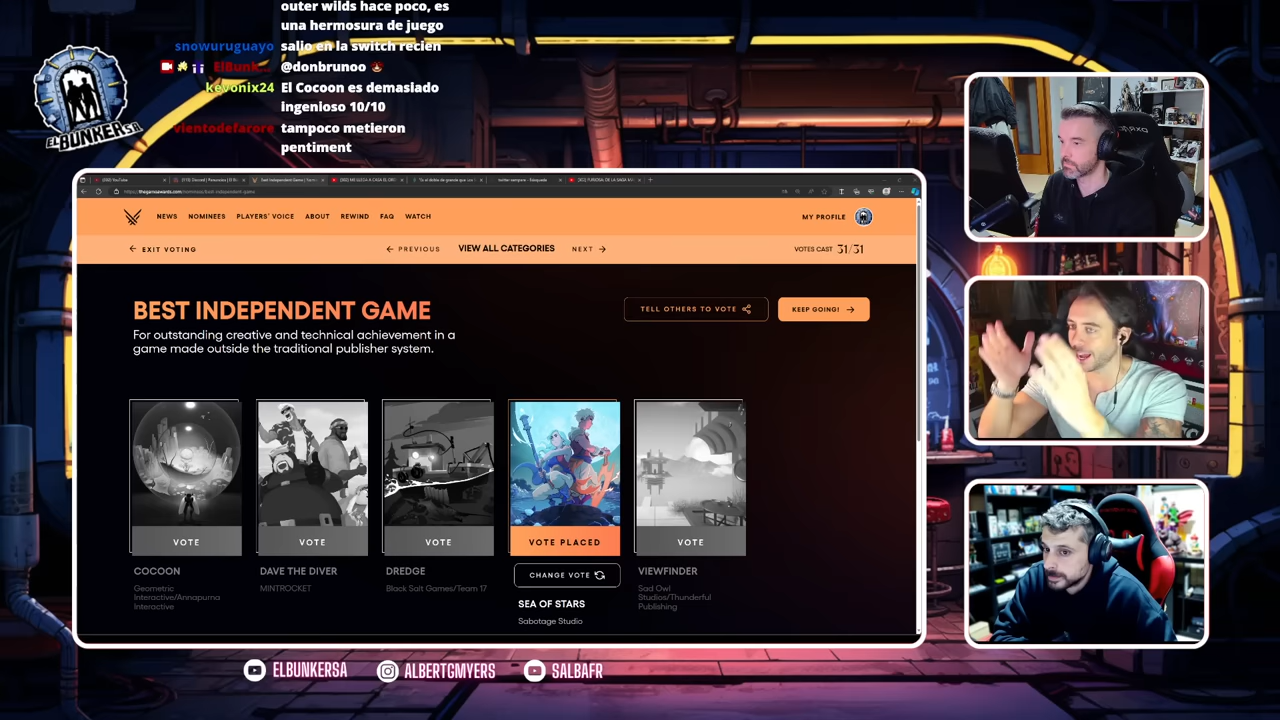 outer wilds hace poco, es
una hermosura de juego
snowuruguayo salio en la switch recien
ElBunk... @donbrunoo
kevonix24 El Cocoon es demasiado
ingenioso 10/10
vientodefarore tampoco metieron
pentiment
ELBUNKERSA
NEWS NOMINEES PLAYERS' VOICE ABOUT REWIND FAQ WATCH MY PROFILE
EXIT VOTING PREVIOUS VIEW ALL CATEGORIES NEXT VOTES CAST 31/31
BEST INDEPENDENT GAME
TELL OTHERS TO VOTE KEEP GOING!
For outstanding creative and technical achievement in a
game made outside the traditional publisher system.
VOTE VOTE VOTE VOTE PLACED VOTE
COCOON DAVE THE DIVER DREDGE CHANGE VOTE VIEWFINDER
Geometric
Interactive/Annapurna
Interactive
MINTROCKET
Black Salt Games/Team 17
SEA OF STARS
Sabotage Studio
Sad Owl
Studios/Thunderful
Publishing
ELBUNKERSA ALBERTGMYERS SALBAFR